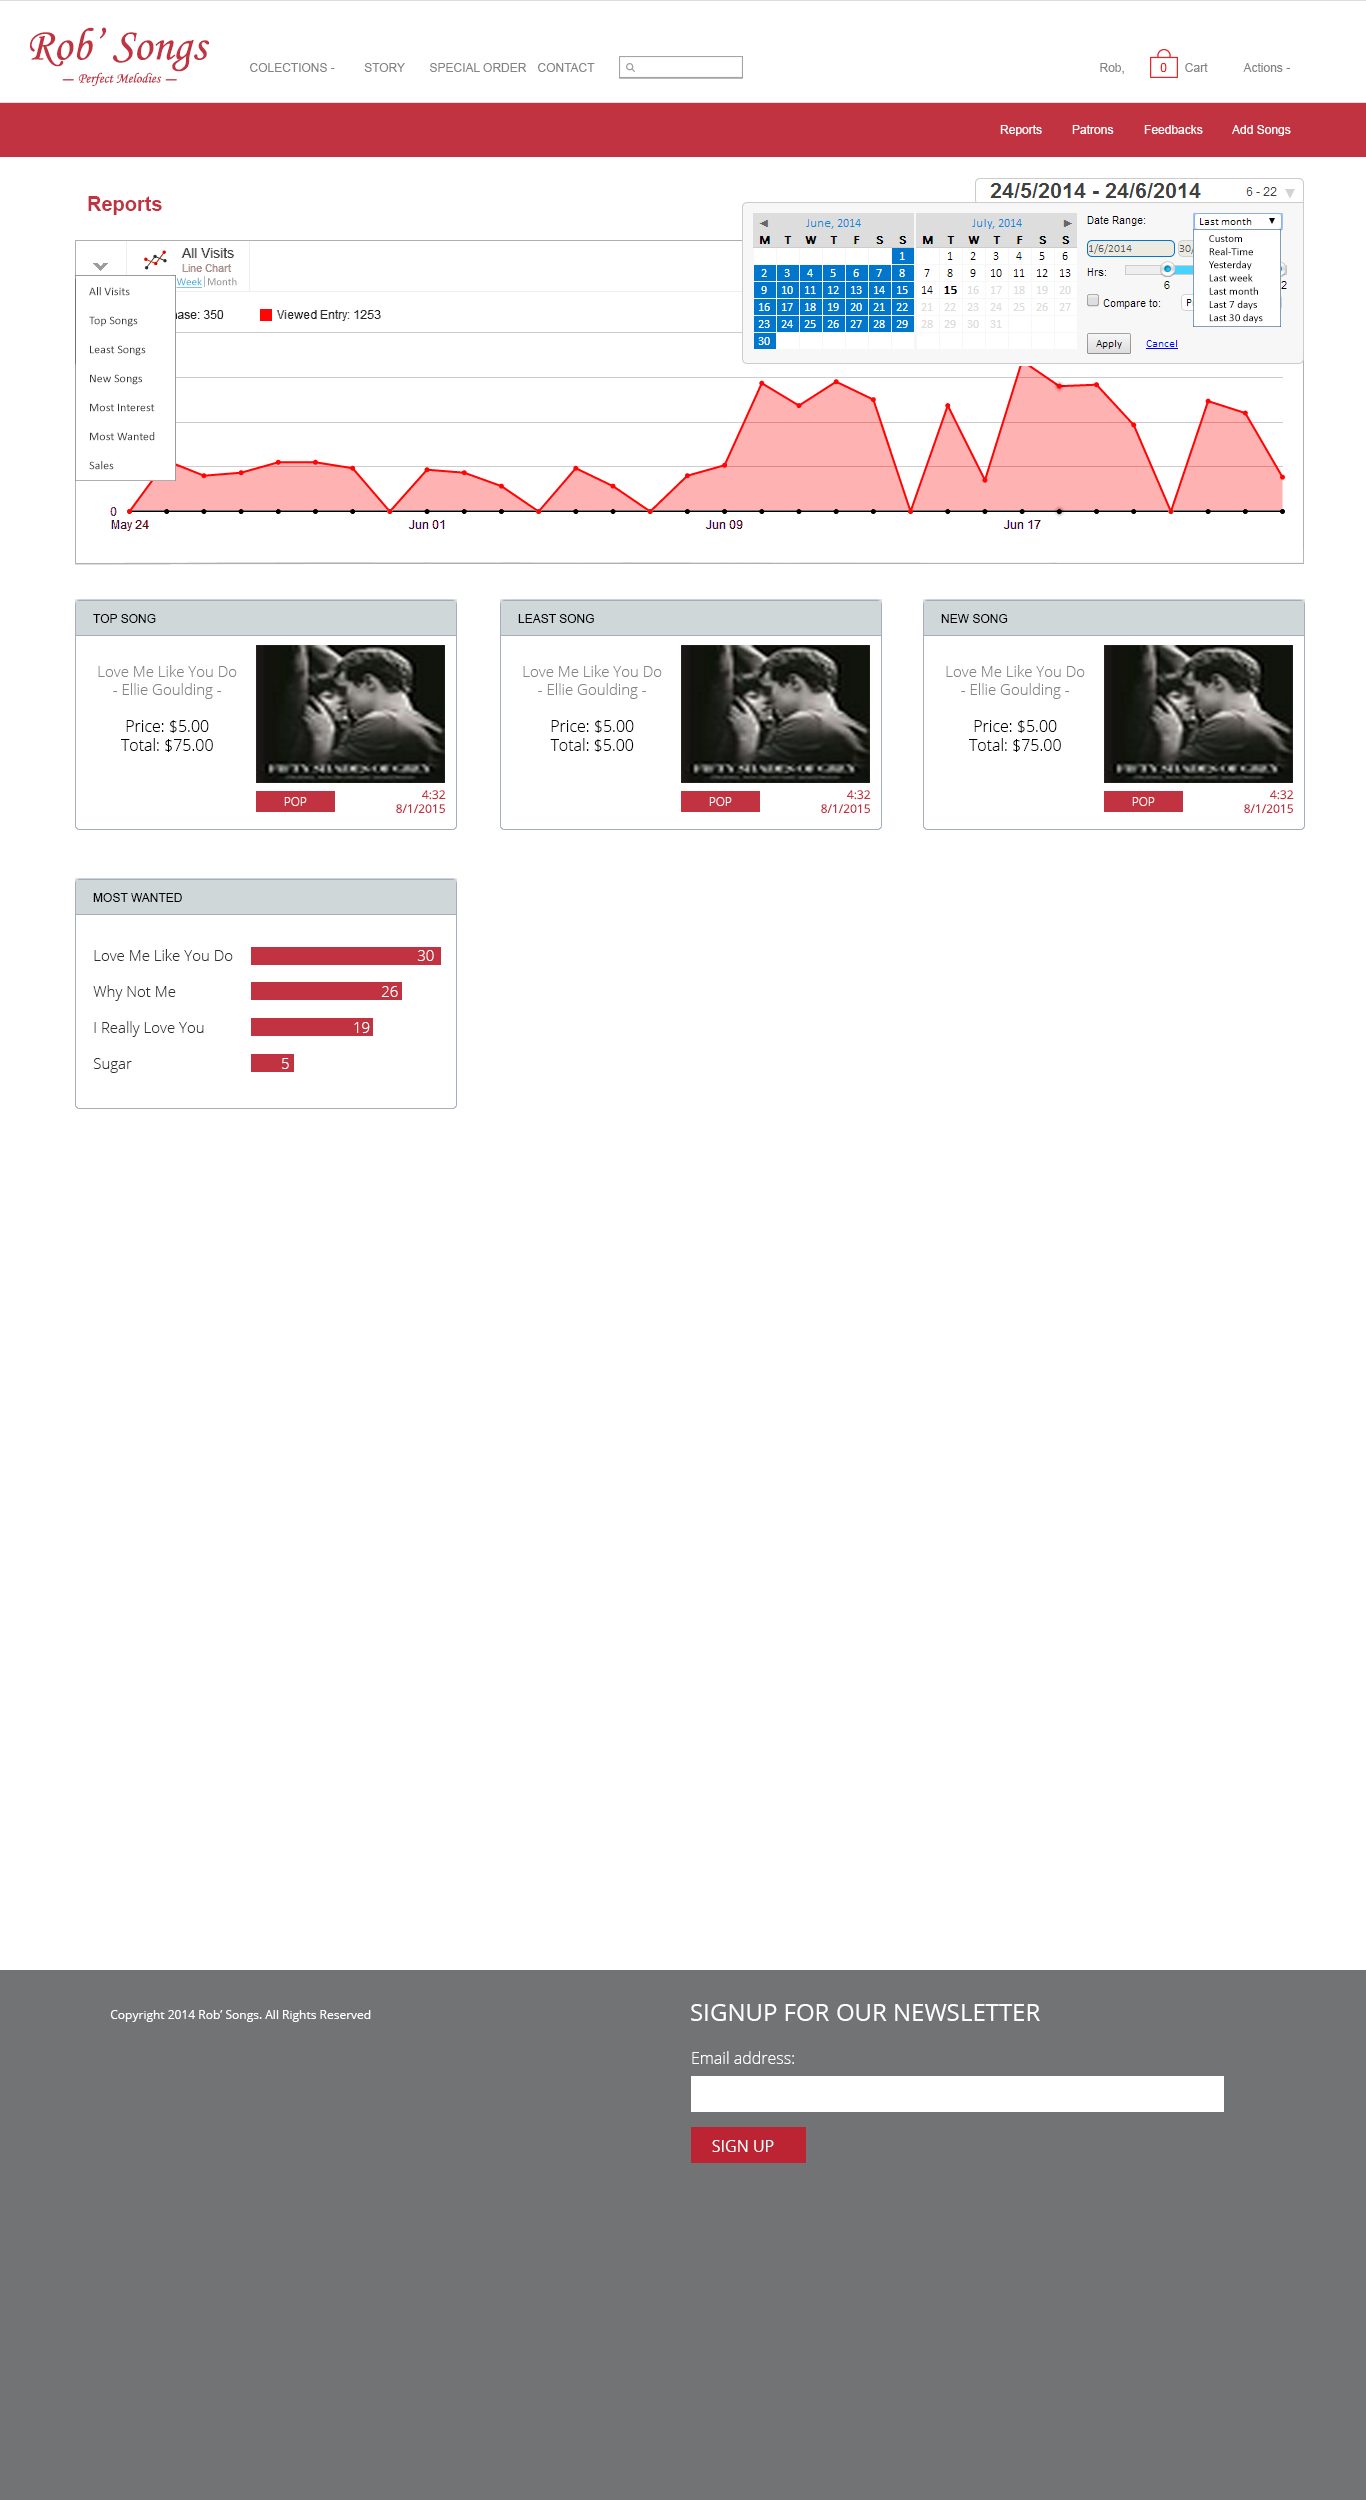 Rob' Songs
— Perfect Melodies —
COLECTIONS - STORY SPECIAL ORDER CONTACT
Rob, 0 Cart Actions -
Reports Patrons Feedbacks Add Songs
Reports
24/5/2014 - 24/6/2014 6 - 22
All Visits
Line Chart
Week | Month
All Visits
Top Songs
Least Songs
New Songs
Most Interest
Most Wanted
Sales
350
Viewed Entry: 1253
June, 2014
M T W T F S S
1
2 3 4 5 6 7 8
9 10 11 12 13 14 15
16 17 18 19 20 21 22
23 24 25 26 27 28 29
30
July, 2014
M T W T F S S
1 2 3 4 5 6
7 8 9 10 11 12 13
14 15 16 17 18 19 20
21 22 23 24 25 26 27
28 29 30 31
Date Range: Last month
Custom
Real-Time
Yesterday
Last week
Last month
Last 7 days
Last 30 days
1/6/2014 30/
Hrs:
6 2
Compare to: P
Apply Cancel
0
May 24 Jun 01 Jun 09 Jun 17
TOP SONG
Love Me Like You Do
- Ellie Goulding -
Price: $5.00
Total: $75.00
FIFTY SHADES OF GREY
POP
4:32
8/1/2015
LEAST SONG
Love Me Like You Do
- Ellie Goulding -
Price: $5.00
Total: $5.00
FIFTY SHADES OF GREY
POP
4:32
8/1/2015
NEW SONG
Love Me Like You Do
- Ellie Goulding -
Price: $5.00
Total: $75.00
FIFTY SHADES OF GREY
POP
4:32
8/1/2015
MOST WANTED
Love Me Like You Do 30
Why Not Me 26
I Really Love You 19
Sugar 5
Copyright 2014 Rob' Songs. All Rights Reserved
SIGNUP FOR OUR NEWSLETTER
Email address:
SIGN UP